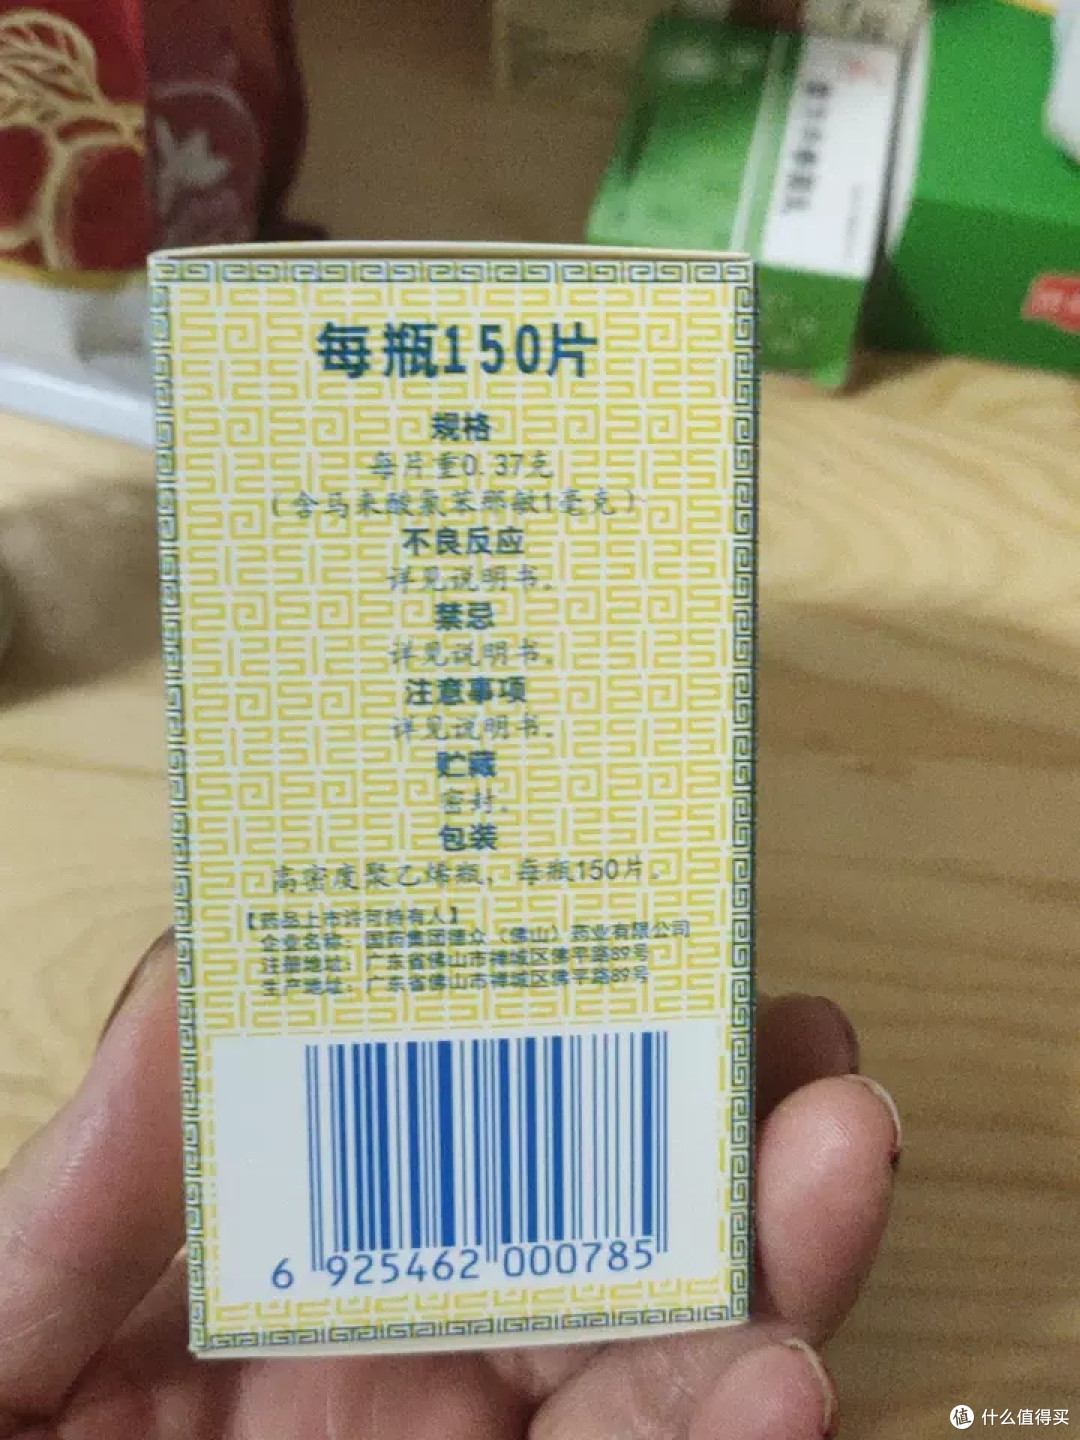 每瓶150片
规格
每片重0.37克
（含马来酸氯苯那敏1毫克）
不良反应
详见说明书。
禁忌
详见说明书。
注意事项
详见说明书。
贮藏
密封。
包装
高密度聚乙烯瓶，每瓶150片。
【药品上市许可持有人】
企业名称：国药集团德众（佛山）药业有限公司
注册地址：广东省佛山市禅城区佛平路89号
生产地址：广东省佛山市禅城区佛平路89号
6 925462 000785
值 什么值得买